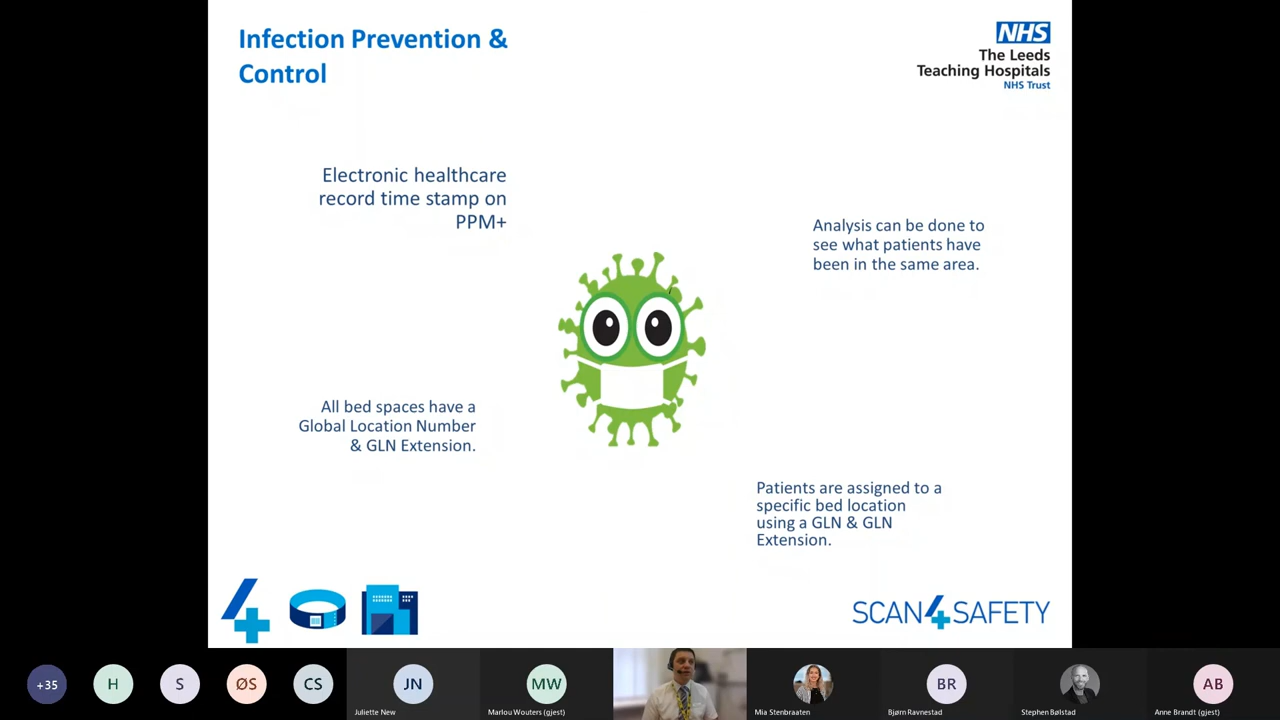 Infection Prevention &
Control
NHS
The Leeds
Teaching Hospitals
NHS Trust
Electronic healthcare
record time stamp on
PPM+
Analysis can be done to
see what patients have
been in the same area.
All bed spaces have a
Global Location Number
& GLN Extension.
Patients are assigned to a
specific bed location
using a GLN & GLN
Extension.
4
SCAN4SAFETY
+35
H
S
ØS
CS
JN
Juliette New
MW
Marlou Wouters (gjest)
Mia Stenbraaten
BR
Bjørn Ravnestad
Stephen Bølstad
AB
Anne Brandt (gjest)